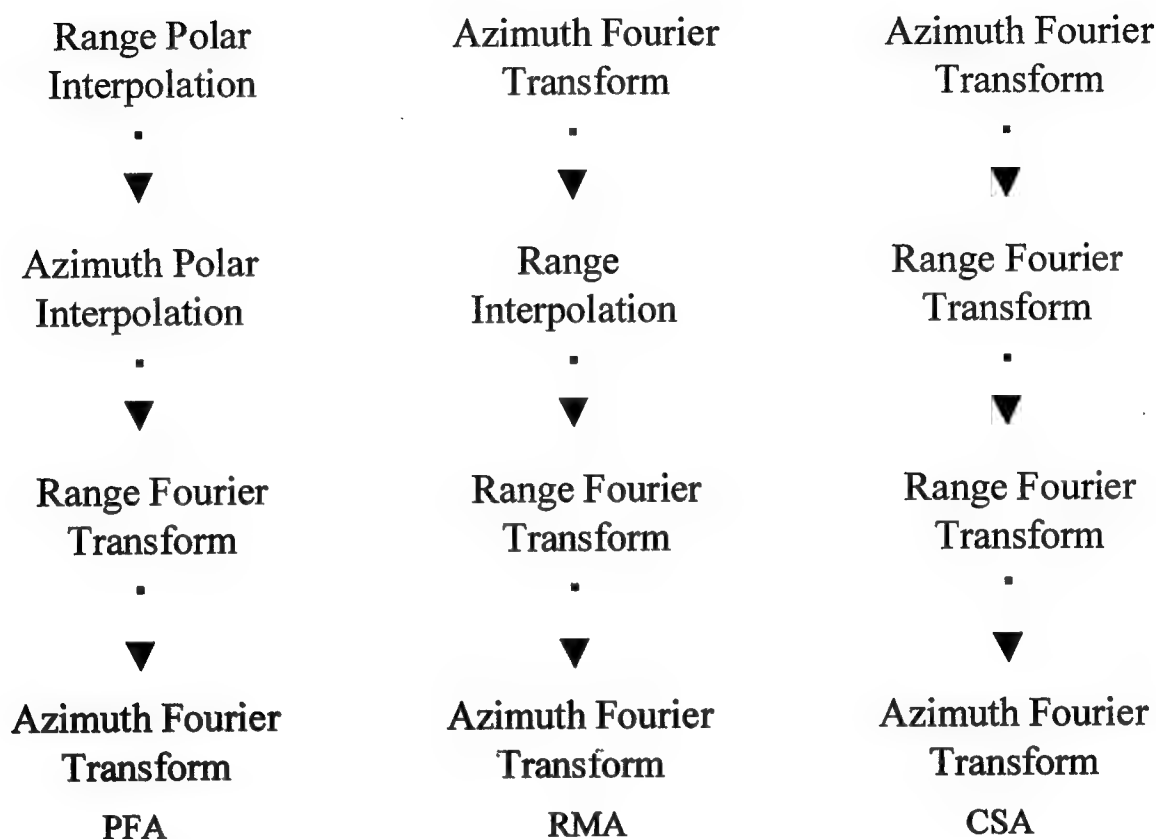 Range Polar
Interpolation
Azimuth Polar
Interpolation
Range Fourier
Transform
Azimuth Fourier
Transform
PFA
Azimuth Fourier
Transform
Range
Interpolation
Range Fourier
Transform
Azimuth Fourier
Transform
RMA
Azimuth Fourier
Transform
Range Fourier
Transform
Range Fourier
Transform
Azimuth Fourier
Transform
CSA